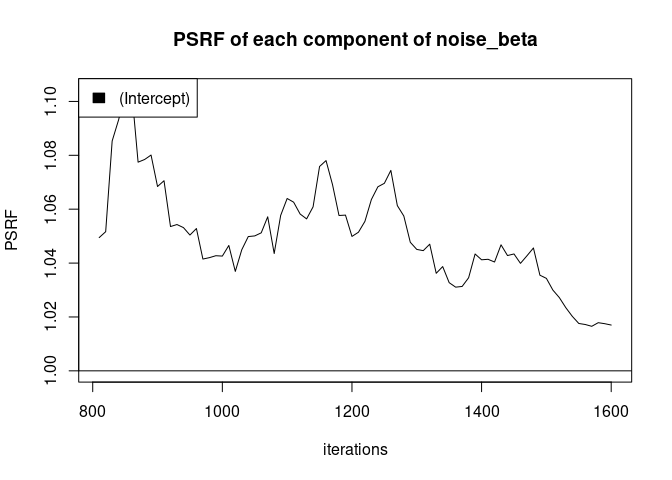 PSRF of each component of noise_beta
(Intercept)
PSRF
1.10
1.08
1.06
1.04
1.02
1.00
800 1000 1200 1400 1600
iterations